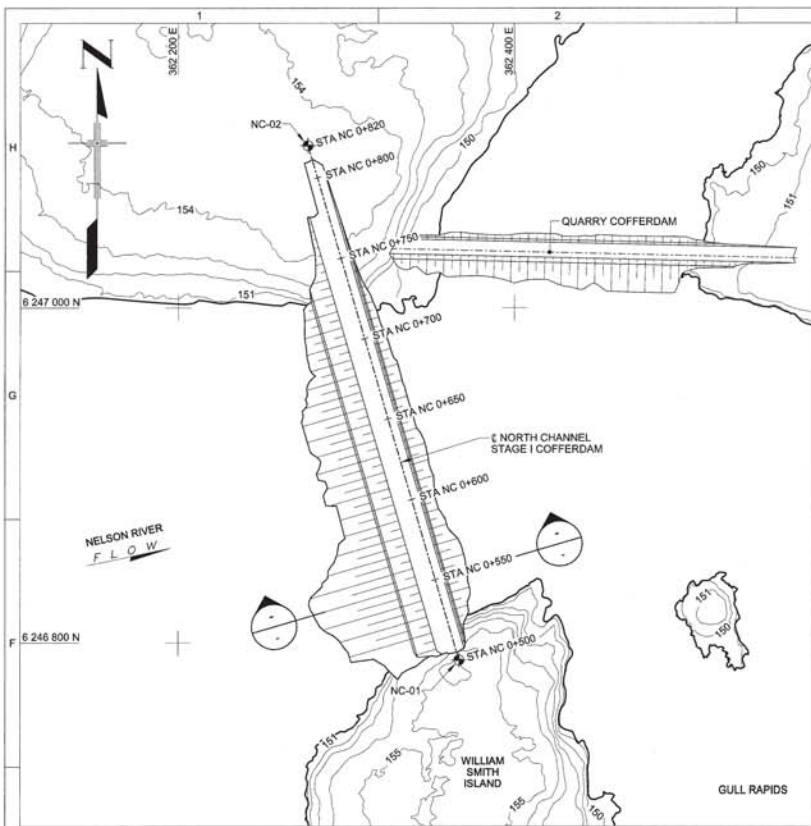 1
2
H
G
F
N
362 200 E
362 400 E
6 247 000 N
6 246 800 N
154
154
151
150
150
151
NC-02
STA NC 0+820
STA NC 0+800
STA NC 0+750
STA NC 0+700
STA NC 0+650
STA NC 0+600
STA NC 0+550
STA NC 0+500
NC-01
QUARRY COFFERDAM
℄ NORTH CHANNEL
STAGE I COFFERDAM
NELSON RIVER
FLOW
-
-
-
-
151
150
151
155
155
150
WILLIAM
SMITH
ISLAND
GULL RAPIDS